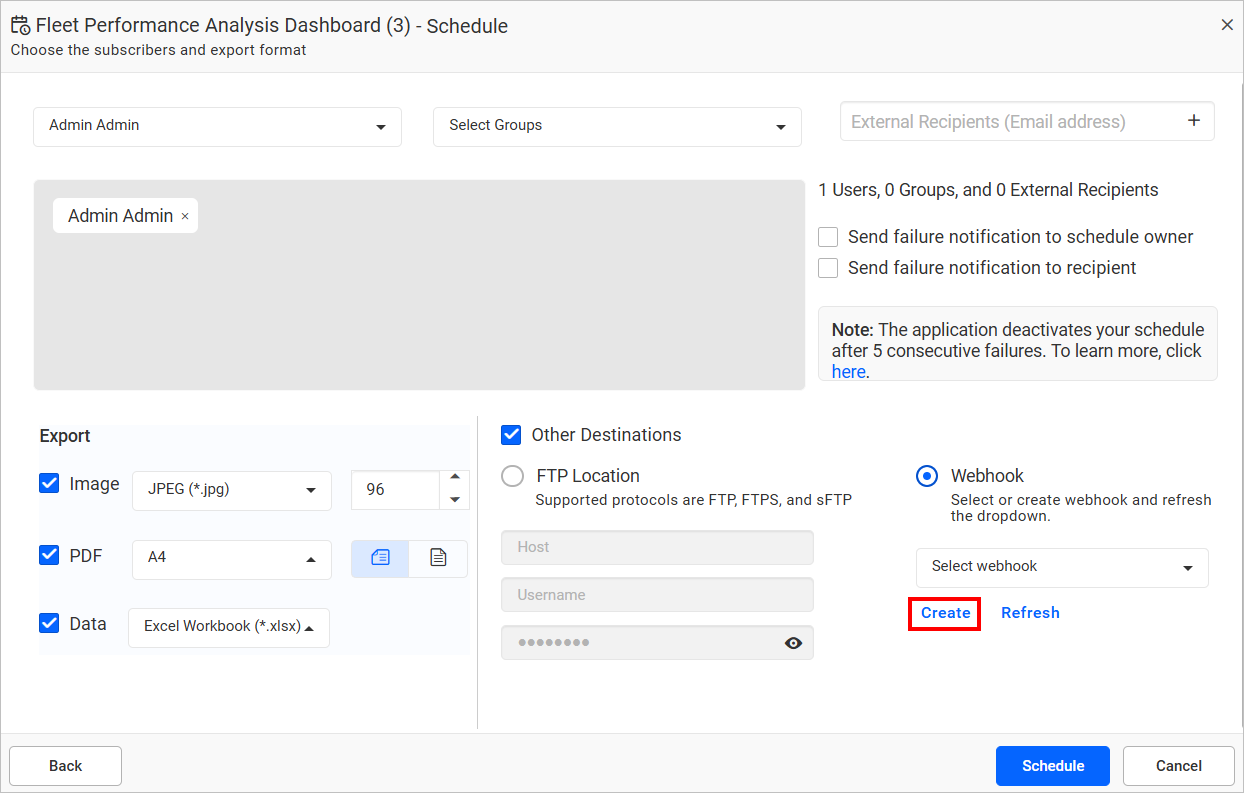 Fleet Performance Analysis Dashboard (3) - Schedule
Choose the subscribers and export format
Admin Admin
Select Groups
External Recipients (Email address)
Admin Admin ×
1 Users, 0 Groups, and 0 External Recipients
Send failure notification to schedule owner
Send failure notification to recipient
Note: The application deactivates your schedule
after 5 consecutive failures. To learn more, click
here.
Export
Image
JPEG (*.jpg)
96
PDF
A4
Data
Excel Workbook (*.xlsx)
Other Destinations
FTP Location
Supported protocols are FTP, FTPS, and sFTP
Host
Username
••••••••
Webhook
Select or create webhook and refresh
the dropdown.
Select webhook
Create
Refresh
Back
Schedule
Cancel